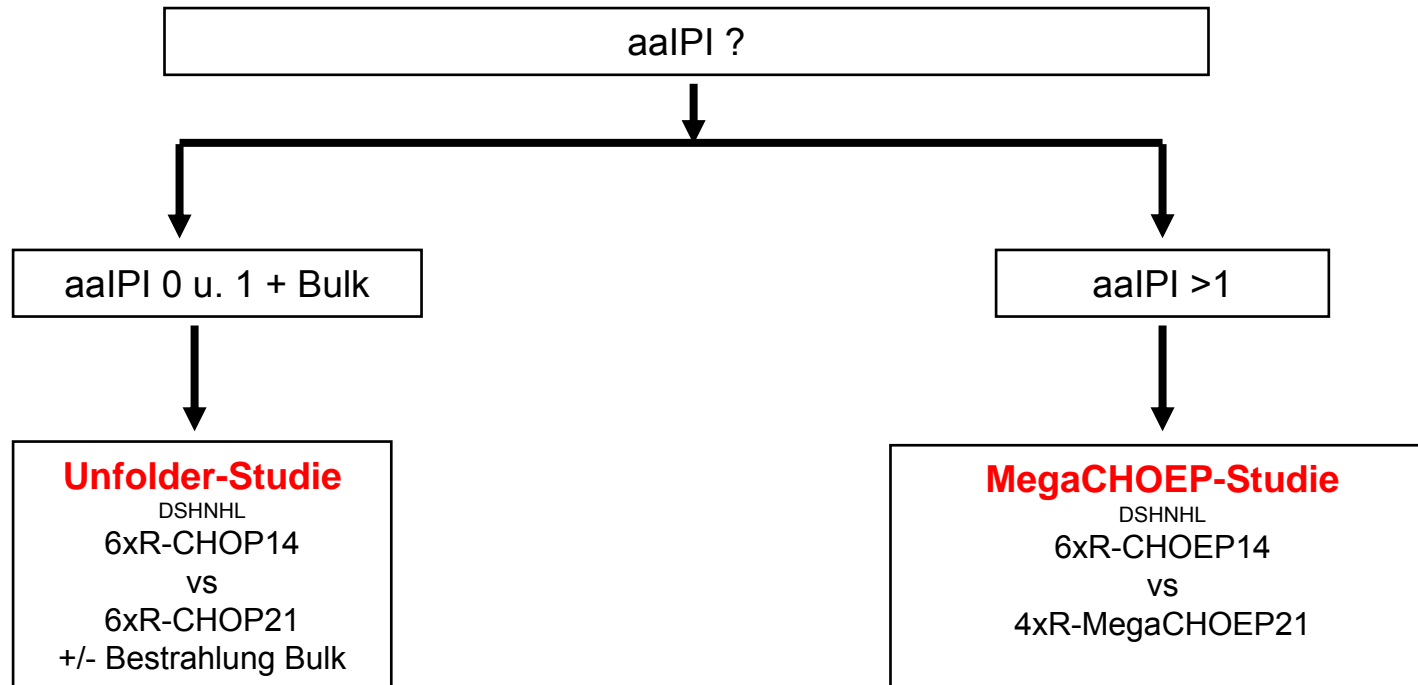 aaIPI ?
aaIPI 0 u. 1 + Bulk
aaIPI >1
Unfolder-Studie
DSHNHL
6xR-CHOP14
vs
6xR-CHOP21
+/- Bestrahlung Bulk
MegaCHOEP-Studie
DSHNHL
6xR-CHOEP14
vs
4xR-MegaCHOEP21